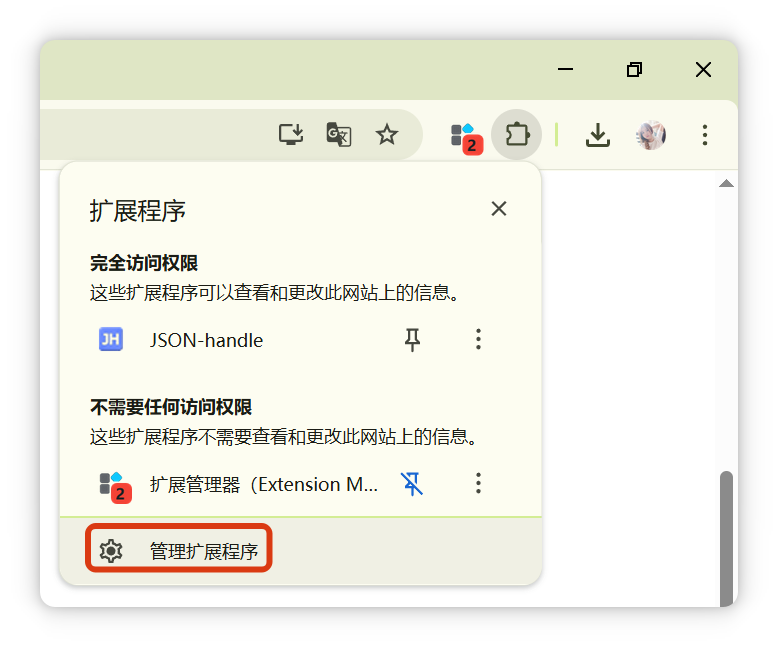 2
扩展程序
完全访问权限
这些扩展程序可以查看和更改此网站上的信息。
JH JSON-handle
不需要任何访问权限
这些扩展程序不需要查看和更改此网站上的信息。
2 扩展管理器（Extension M...
管理扩展程序